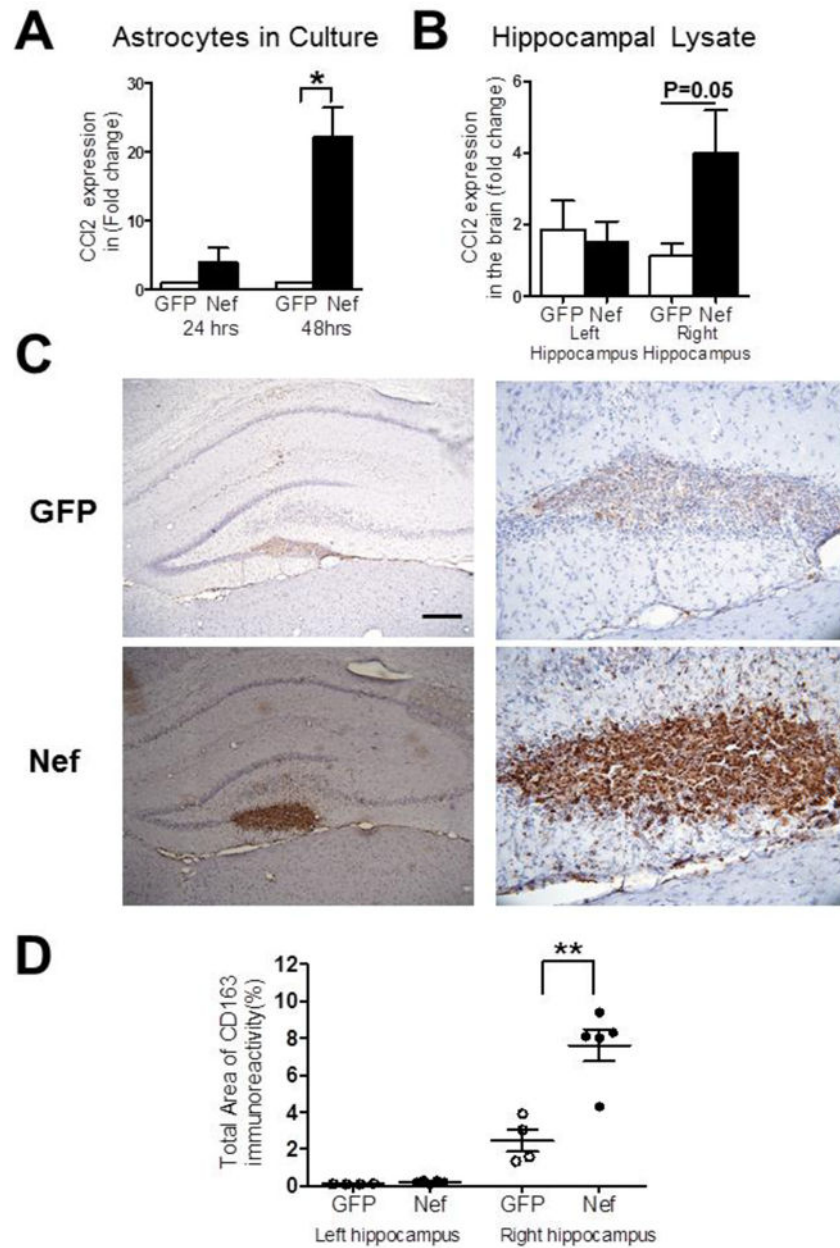 A
Astrocytes in Culture
CCl2 expression
in (Fold change)
30
20
10
0
*
GFP Nef
24 hrs
GFP Nef
48hrs
B
Hippocampal Lysate
CCl2 expression
in the brain (fold change)
6
4
2
0
P=0.05
GFP Nef
Left
Hippocampus
GFP Nef
Right
Hippocampus
C
GFP
Nef
D
Total Area of CD163
immunoreactivity(%)
12
10
8
6
4
2
0
**
GFP Nef
Left hippocampus
GFP Nef
Right hippocampus